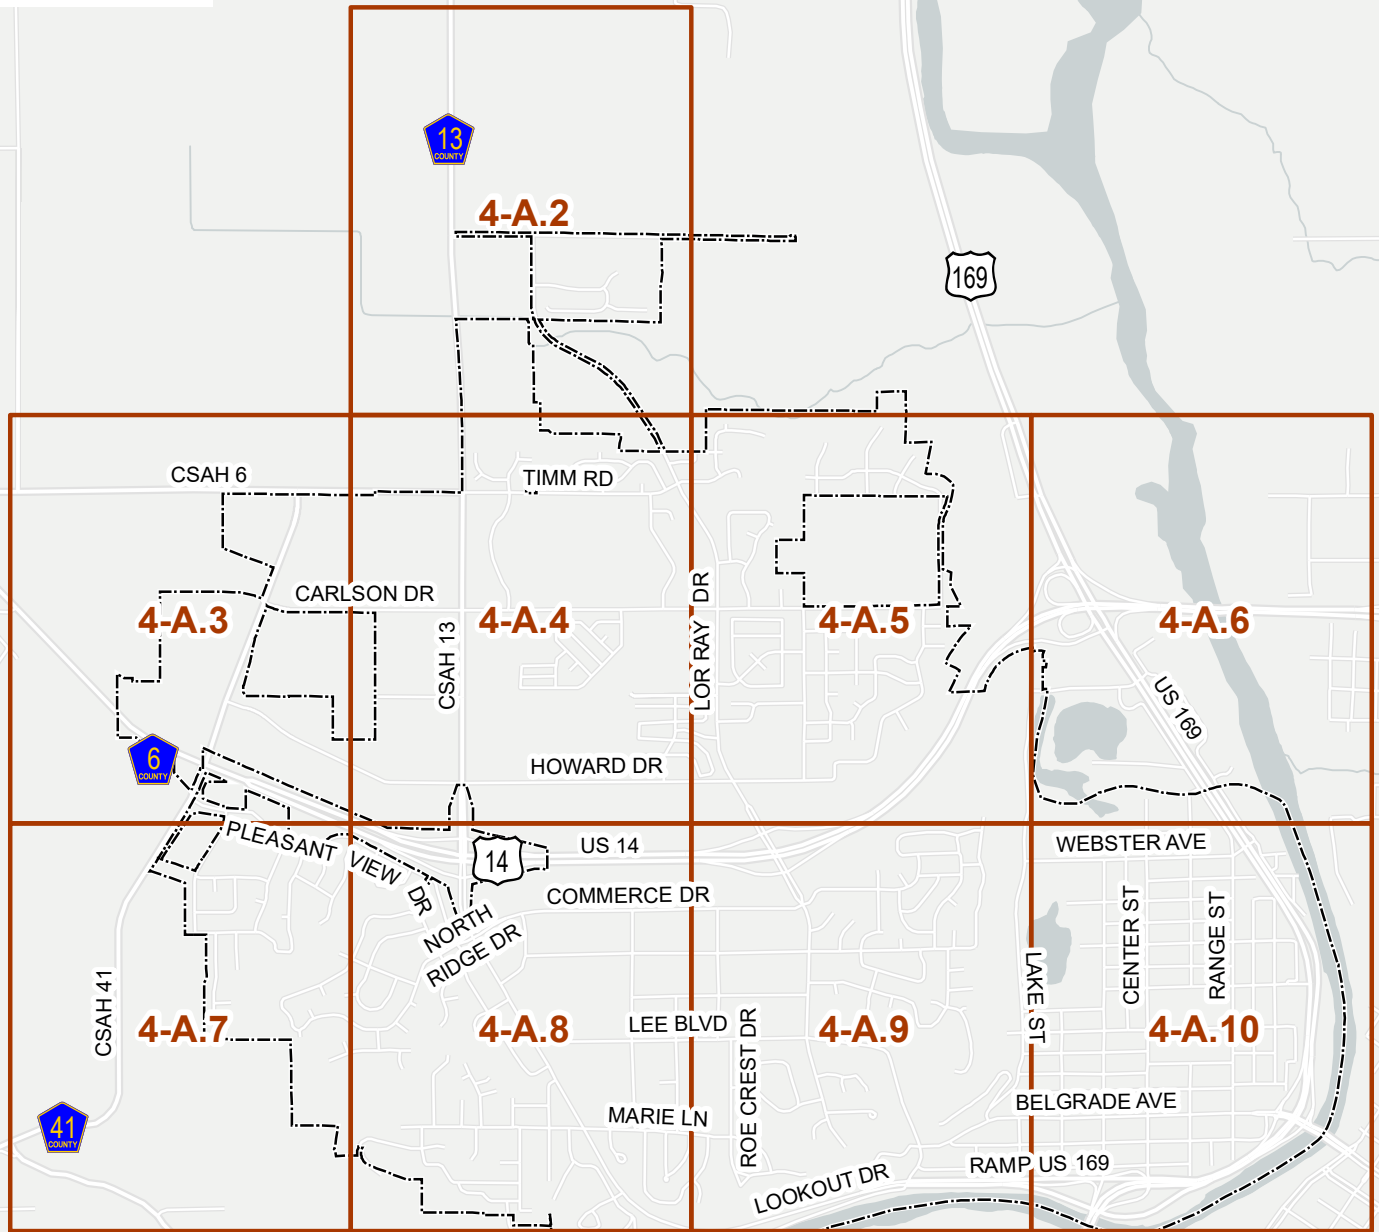 13
COUNTY
4-A.2
169
CSAH 6
TIMM RD
CARLSON DR
4-A.3
4-A.4
CSAH 13
LOR RAY DR
4-A.5
4-A.6
US 169
6
COUNTY
HOWARD DR
PLEASANT VIEW DR
14
US 14
WEBSTER AVE
COMMERCE DR
NORTH
RIDGE DR
CENTER ST
RANGE ST
CSAH 41
4-A.7
4-A.8
LEE BLVD
ROE CREST DR
4-A.9
LAKE ST
4-A.10
41
COUNTY
MARIE LN
BELGRADE AVE
LOOKOUT DR
RAMP US 169